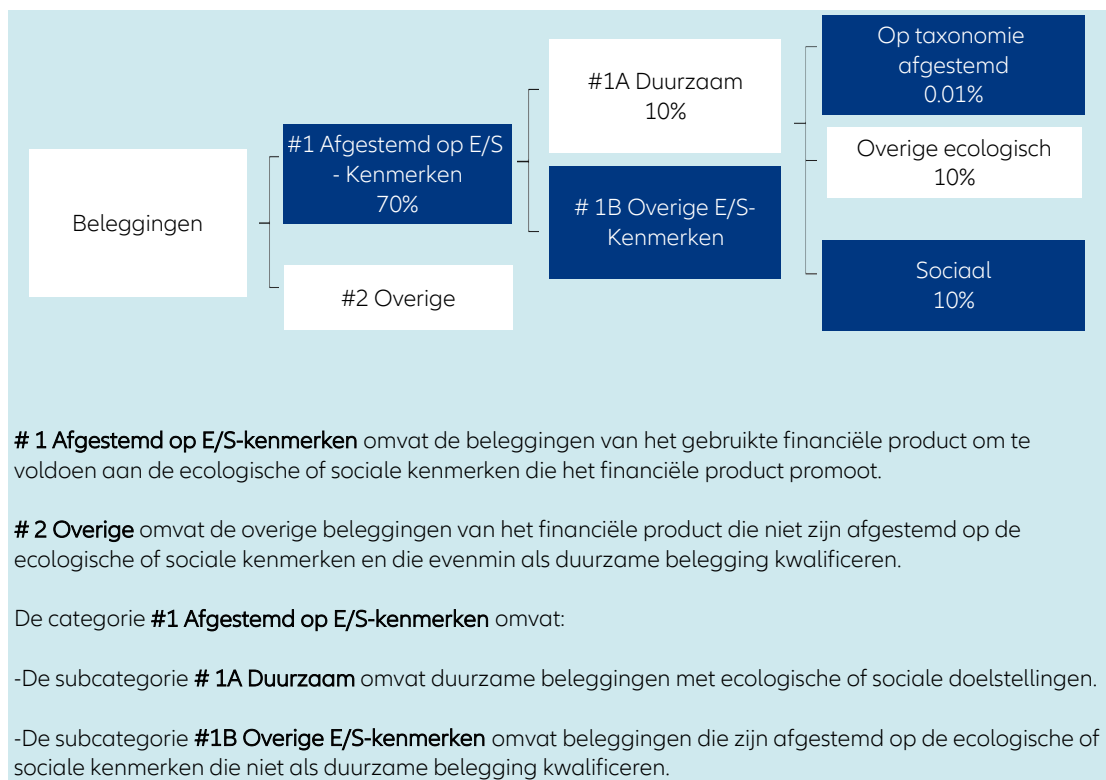 Beleggingen
#1 Afgestemd op E/S
- Kenmerken
70%
#2 Overige
#1A Duurzaam
10%
# 1B Overige E/S-
Kenmerken
Op taxonomie
afgestemd
0.01%
Overige ecologisch
10%
Sociaal
10%
# 1 Afgestemd op E/S-kenmerken omvat de beleggingen van het gebruikte financiële product om te
voldoen aan de ecologische of sociale kenmerken die het financiële product promoot.
# 2 Overige omvat de overige beleggingen van het financiële product die niet zijn afgestemd op de
ecologische of sociale kenmerken en die evenmin als duurzame belegging kwalificeren.
De categorie #1 Afgestemd op E/S-kenmerken omvat:
-De subcategorie # 1A Duurzaam omvat duurzame beleggingen met ecologische of sociale doelstellingen.
-De subcategorie #1B Overige E/S-kenmerken omvat beleggingen die zijn afgestemd op de ecologische of
sociale kenmerken die niet als duurzame belegging kwalificeren.